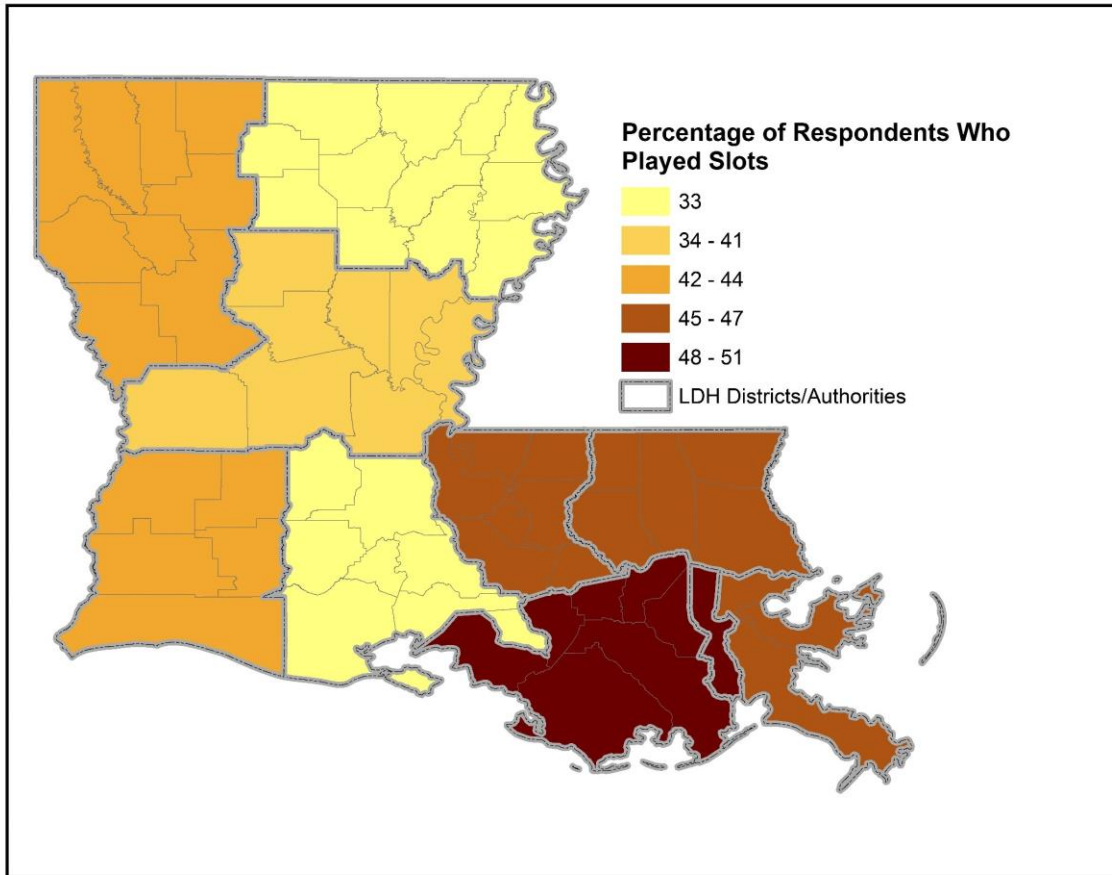 Percentage of Respondents Who
Played Slots
33
34 - 41
42 - 44
45 - 47
48 - 51
LDH Districts/Authorities